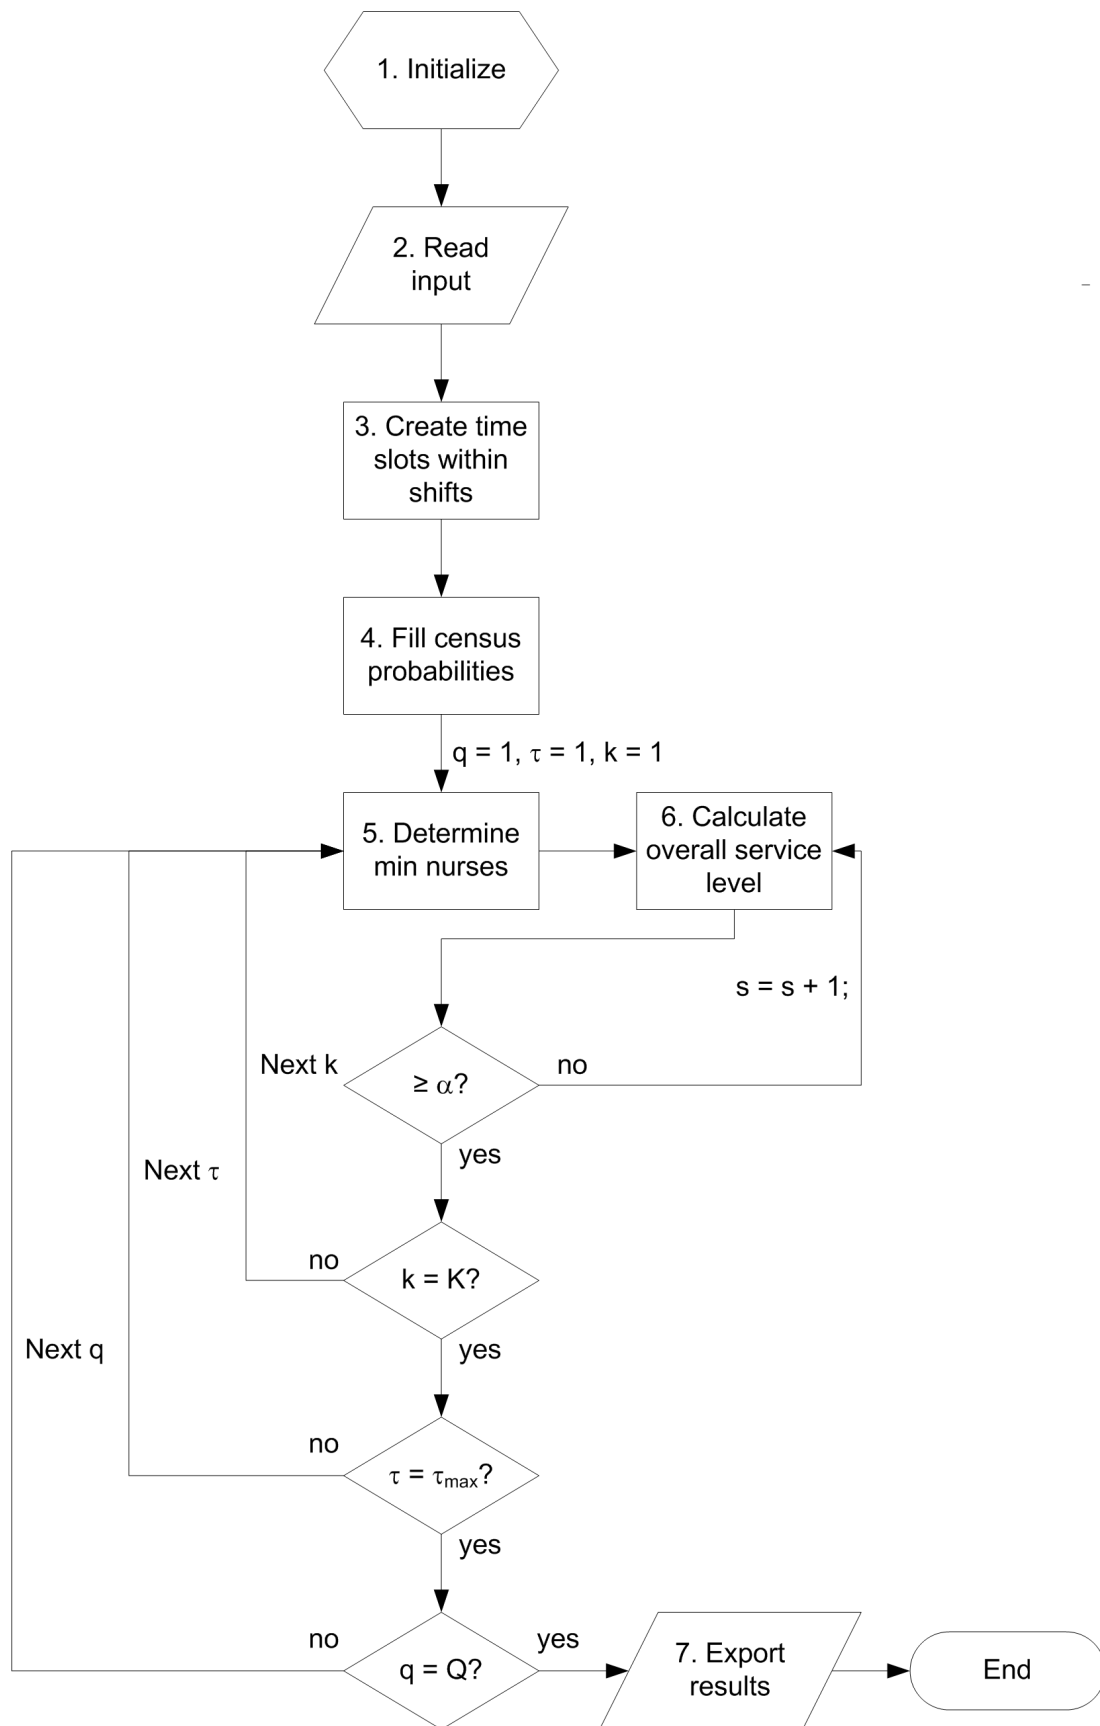 1. Initialize
2. Read
input
3. Create time
slots within
shifts
4. Fill census
probabilities
q = 1, τ = 1, k = 1
5. Determine
min nurses
6. Calculate
overall service
level
s = s + 1;
Next k
≥ α?
no
yes
Next τ
no
k = K?
yes
Next q
no
τ = τmax?
yes
no
q = Q?
yes
7. Export
results
End